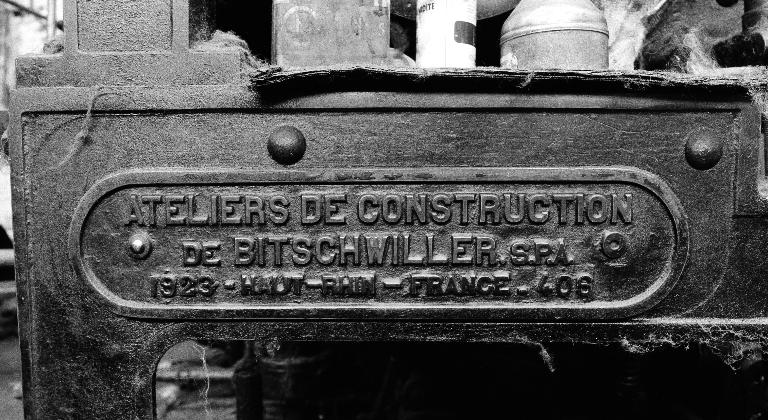 ATELIERS DE CONSTRUCTION
DE BITSCHWILLER. S.P.A.
1923 - HAUT-RHIN - FRANCE - 406